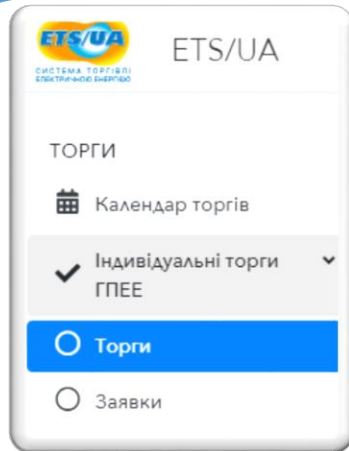 ETS/UA
ETS/UA
СИСТЕМА ТОРГІВЛІ
ЕЛЕКТРИЧНОЮ ЕНЕРГІЄЮ
ТОРГИ
Календар торгів
Індивідуальні торги
ГПЕЕ
Торги
Заявки